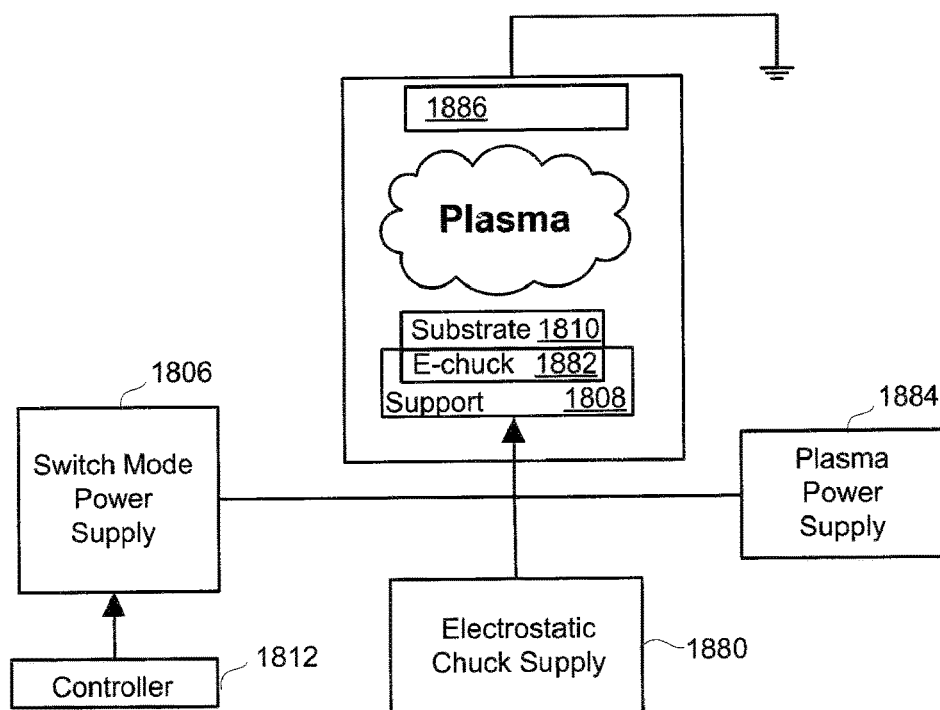 1886
Plasma
Substrate 1810
E-chuck 1882
Support 1808
1806
Switch Mode
Power
Supply
1884
Plasma
Power
Supply
Electrostatic
Chuck Supply
1880
Controller
1812